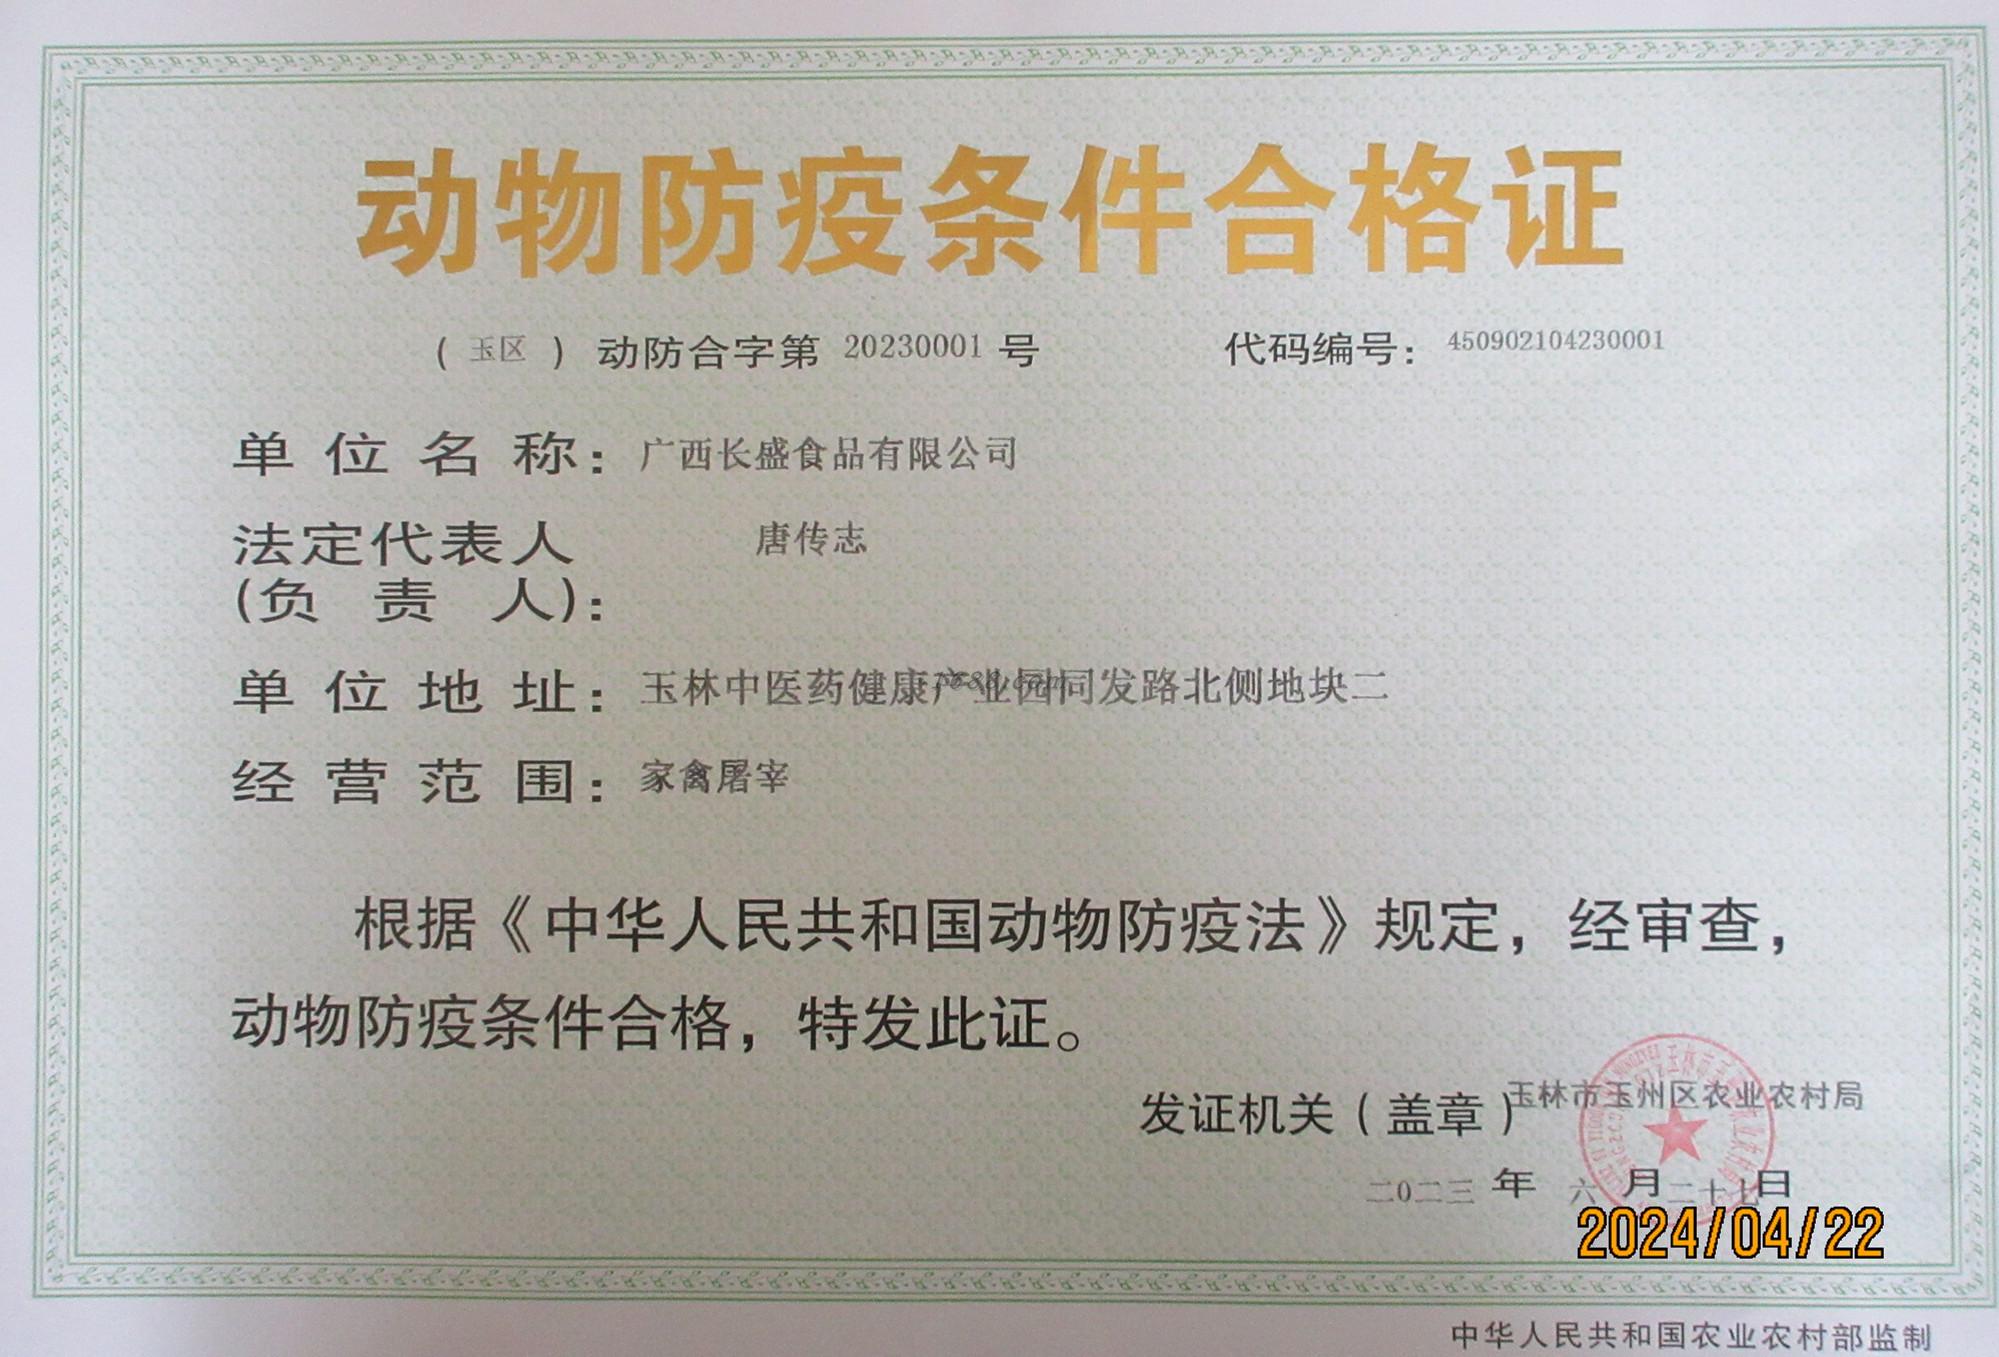 动物防疫条件合格证
（玉区）动防合字第 20230001 号 代码编号：450902104230001
单位名称：广西长盛食品有限公司
法定代表人 唐传志
(负责人)：
单位地址：玉林中医药健康产业园同发路北侧地块二
经营范围：家禽屠宰
根据《中华人民共和国动物防疫法》规定，经审查，
动物防疫条件合格，特发此证。
发证机关（盖章）玉林市玉州区农业农村局
二〇二三 年 六 月 二十七 日
2024/04/22
中华人民共和国农业农村部监制